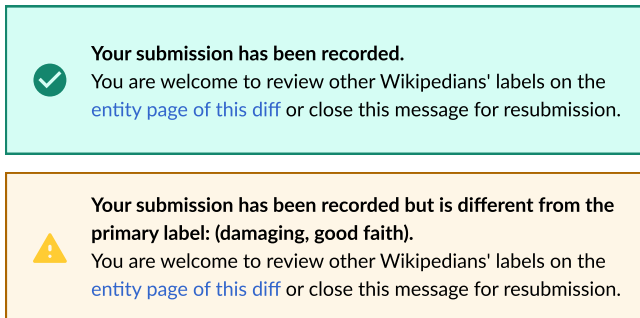 Your submission has been recorded.
You are welcome to review other Wikipedians' labels on the
entity page of this diff or close this message for resubmission.
Your submission has been recorded but is different from the
primary label: (damaging, good faith).
You are welcome to review other Wikipedians' labels on the
entity page of this diff or close this message for resubmission.